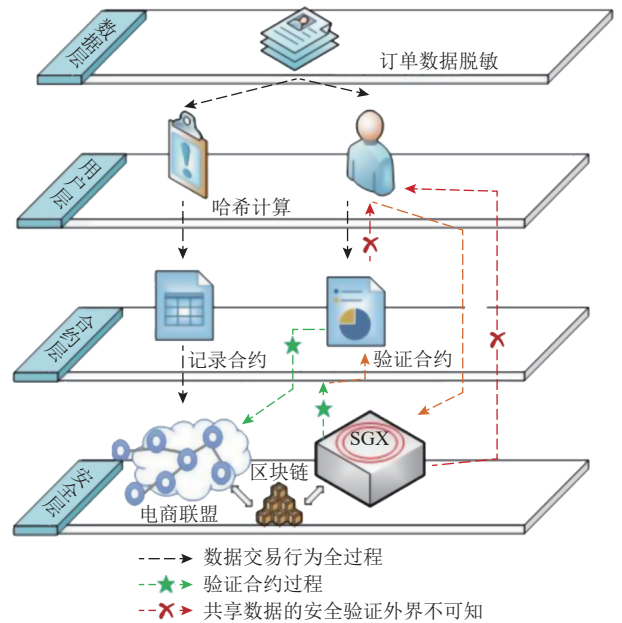 数据层
订单数据脱敏
用户层
哈希计算
合约层
记录合约
验证合约
SGX
安全层
区块链
电商联盟
数据交易行为全过程
验证合约过程
共享数据的安全验证外界不可知